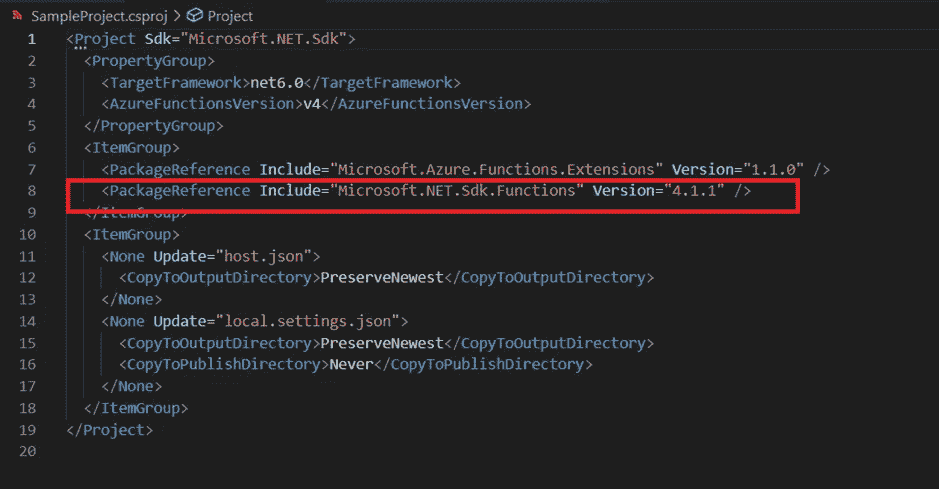 SampleProject.csproj > Project
1 <Project Sdk="Microsoft.NET.Sdk">
2 <PropertyGroup>
3 <TargetFramework>net6.0</TargetFramework>
4 <AzureFunctionsVersion>v4</AzureFunctionsVersion>
5 </PropertyGroup>
6 <ItemGroup>
7 <PackageReference Include="Microsoft.Azure.Functions.Extensions" Version="1.1.0" />
8 <PackageReference Include="Microsoft.NET.Sdk.Functions" Version="4.1.1" />
9 </ItemGroup>
10 <ItemGroup>
11 <None Update="host.json">
12 <CopyToOutputDirectory>PreserveNewest</CopyToOutputDirectory>
13 </None>
14 <None Update="local.settings.json">
15 <CopyToOutputDirectory>PreserveNewest</CopyToOutputDirectory>
16 <CopyToPublishDirectory>Never</CopyToPublishDirectory>
17 </None>
18 </ItemGroup>
19 </Project>
20